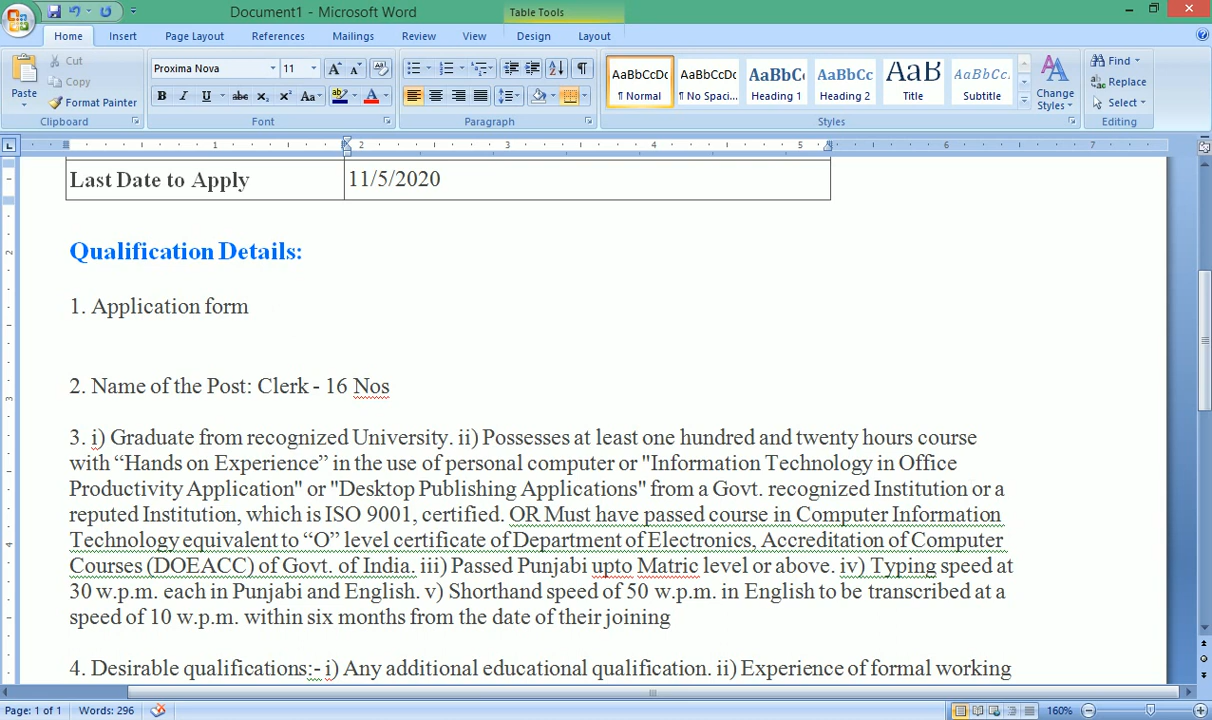 Document1 - Microsoft Word
Table Tools
Home Insert Page Layout References Mailings Review View Design Layout
Paste
Cut
Copy
Format Painter
Clipboard
Proxima Nova 11
Font
Paragraph
AaBbCcDc AaBbCcDc AaBbC AaBbCc AaB AaBbCc.
¶ Normal ¶ No Spaci... Heading 1 Heading 2 Title Subtitle
Change Styles
Styles
Find
Replace
Select
Editing
1 2 3 4 5 6 7
Last Date to Apply 11/5/2020
Qualification Details:
1. Application form
2. Name of the Post: Clerk - 16 Nos
3. i) Graduate from recognized University. ii) Possesses at least one hundred and twenty hours course
with “Hands on Experience” in the use of personal computer or "Information Technology in Office
Productivity Application" or "Desktop Publishing Applications" from a Govt. recognized Institution or a
reputed Institution, which is ISO 9001, certified. OR Must have passed course in Computer Information
Technology equivalent to “O” level certificate of Department of Electronics, Accreditation of Computer
Courses (DOEACC) of Govt. of India. iii) Passed Punjabi upto Matric level or above. iv) Typing speed at
30 w.p.m. each in Punjabi and English. v) Shorthand speed of 50 w.p.m. in English to be transcribed at a
speed of 10 w.p.m. within six months from the date of their joining
4. Desirable qualifications:- i) Any additional educational qualification. ii) Experience of formal working
Page: 1 of 1 Words: 296 160%